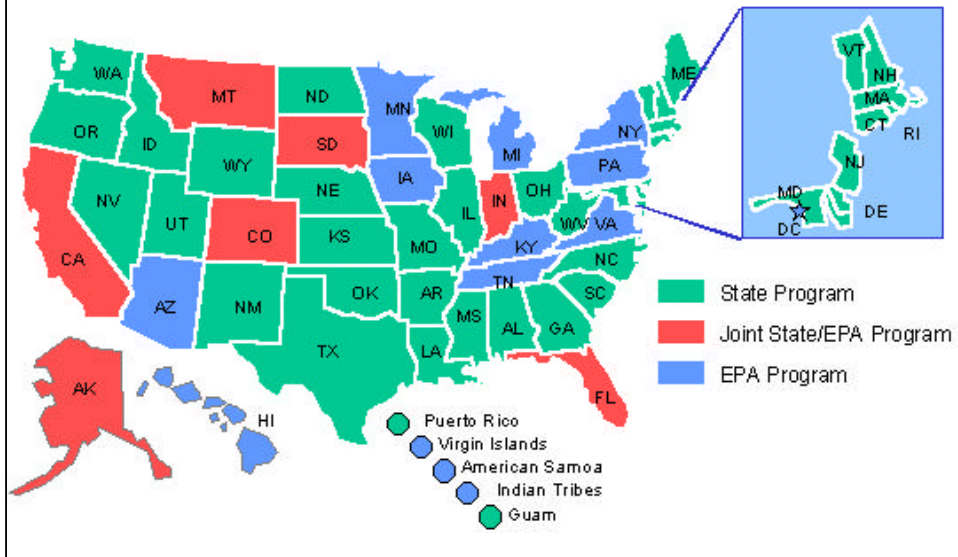 WA
OR
ID
MT
ND
MN
WI
MI
NY
ME
VT
NH
MA
CT
RI
NJ
MD
DE
DC
SD
WY
NV
UT
CO
NE
IA
IL
IN
OH
PA
WV
VA
KY
KS
MO
CA
AZ
NM
OK
AR
TN
NC
SC
MS
AL
GA
LA
TX
FL
AK
HI
State Program
Joint State/EPA Program
EPA Program
Puerto Rico
Virgin Islands
American Samoa
Indian Tribes
Guam